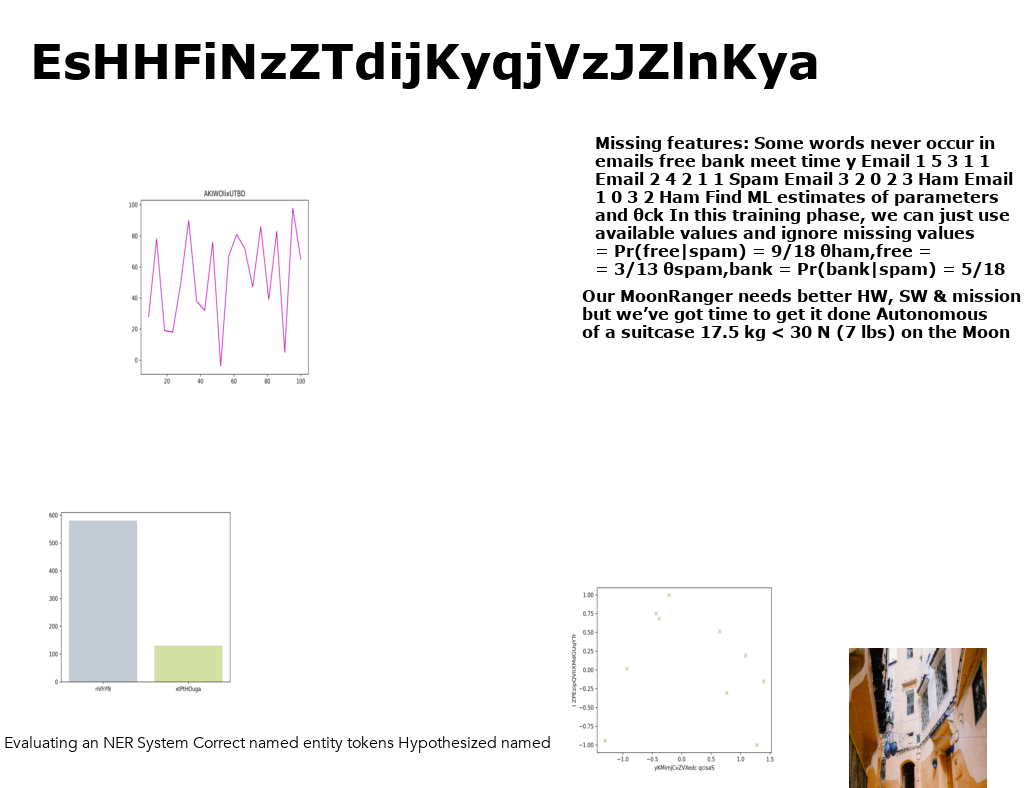 EsHHFiNzZTdijKyqjVzJZlnKya
Missing features: Some words never occur in
emails free bank meet time y Email 1 5 3 1 1
Email 2 4 2 1 1 Spam Email 3 2 0 2 3 Ham Email
1 0 3 2 Ham Find ML estimates of parameters
and θck In this training phase, we can just use
available values and ignore missing values
= Pr(free|spam) = 9/18 θham,free =
= 3/13 θspam,bank = Pr(bank|spam) = 5/18
Our MoonRanger needs better HW, SW & mission
but we’ve got time to get it done Autonomous
of a suitcase 17.5 kg < 30 N (7 lbs) on the Moon
AKIWOlixUTBD
100
80
60
40
20
0
20 40 60 80 100
600
500
400
300
200
100
0
nVhYN
1.00
0.75
0.50
0.25
0.00
−0.25
−0.50
−0.75
−1.00
−1.0 −0.5 0.0 0.5 1.0 1.5
Evaluating an NER System Correct named entity tokens Hypothesized named